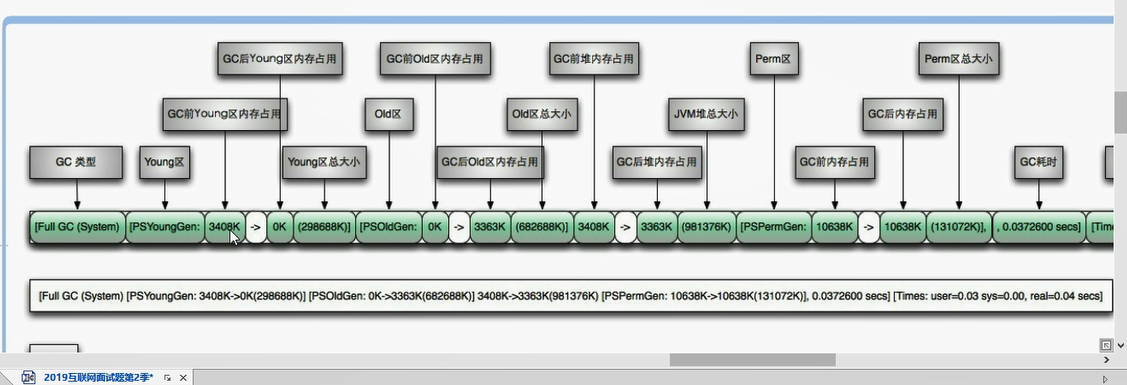 GC后Young区内存占用
GC前Old区内存占用
GC前堆内存占用
Perm区
Perm区总大小
GC前Young区内存占用
Old区
Old区总大小
JVM堆总大小
GC后内存占用
GC 类型
Young区
Young区总大小
GC后Old区内存占用
GC后堆内存占用
GC前内存占用
GC耗时
[Full GC (System) [PSYoungGen: 3408K -> 0K (298688K)] [PSOldGen: 0K -> 3363K (682688K)] 3408K -> 3363K (981376K) [PSPermGen: 10638K -> 10638K (131072K)], , 0.0372600 secs] [Time
[Full GC (System) [PSYoungGen: 3408K->0K(298688K)] [PSOldGen: 0K->3363K(682688K)] 3408K->3363K(981376K) [PSPermGen: 10638K->10638K(131072K)], 0.0372600 secs] [Times: user=0.03 sys=0.00, real=0.04 secs]
2019互联网面试题第2季*